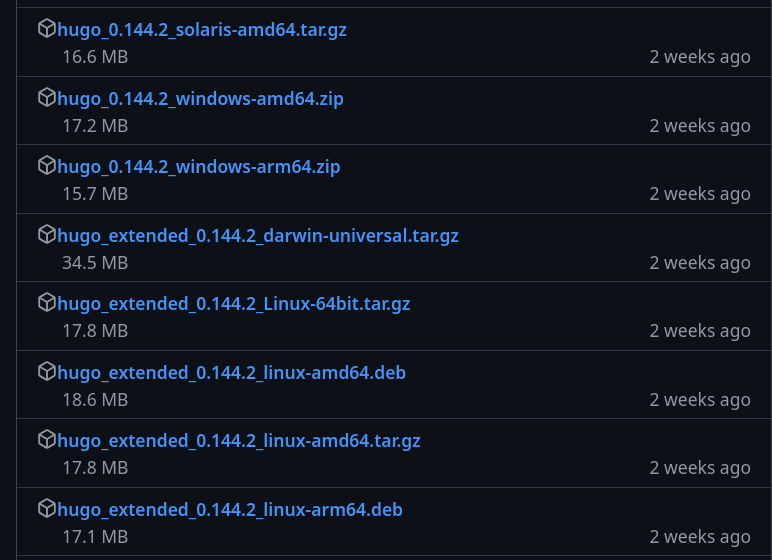 hugo_0.144.2_solaris-amd64.tar.gz
16.6 MB 2 weeks ago
hugo_0.144.2_windows-amd64.zip
17.2 MB 2 weeks ago
hugo_0.144.2_windows-arm64.zip
15.7 MB 2 weeks ago
hugo_extended_0.144.2_darwin-universal.tar.gz
34.5 MB 2 weeks ago
hugo_extended_0.144.2_Linux-64bit.tar.gz
17.8 MB 2 weeks ago
hugo_extended_0.144.2_linux-amd64.deb
18.6 MB 2 weeks ago
hugo_extended_0.144.2_linux-amd64.tar.gz
17.8 MB 2 weeks ago
hugo_extended_0.144.2_linux-arm64.deb
17.1 MB 2 weeks ago